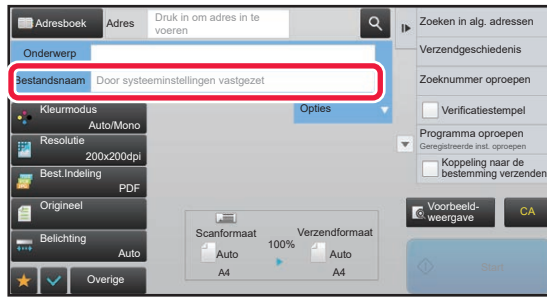 Adresboek
Adres
Druk in om adres in te
voeren
Onderwerp
Bestandsnaam
Door systeeminstellingen vastgezet
Kleurmodus
Auto/Mono
Resolutie
200x200dpi
Best.Indeling
PDF
Origineel
Belichting
Auto
Overige
Opties
Scanformaat
Auto
A4
100%
Verzendformaat
Auto
A4
Zoeken in alg. adressen
Verzendgeschiedenis
Zoeknummer oproepen
Verificatiestempel
Programma oproepen
Geregistreerde inst. oproepen
Koppeling naar de
bestemming verzenden
Voorbeeld-
weergave
CA
Start